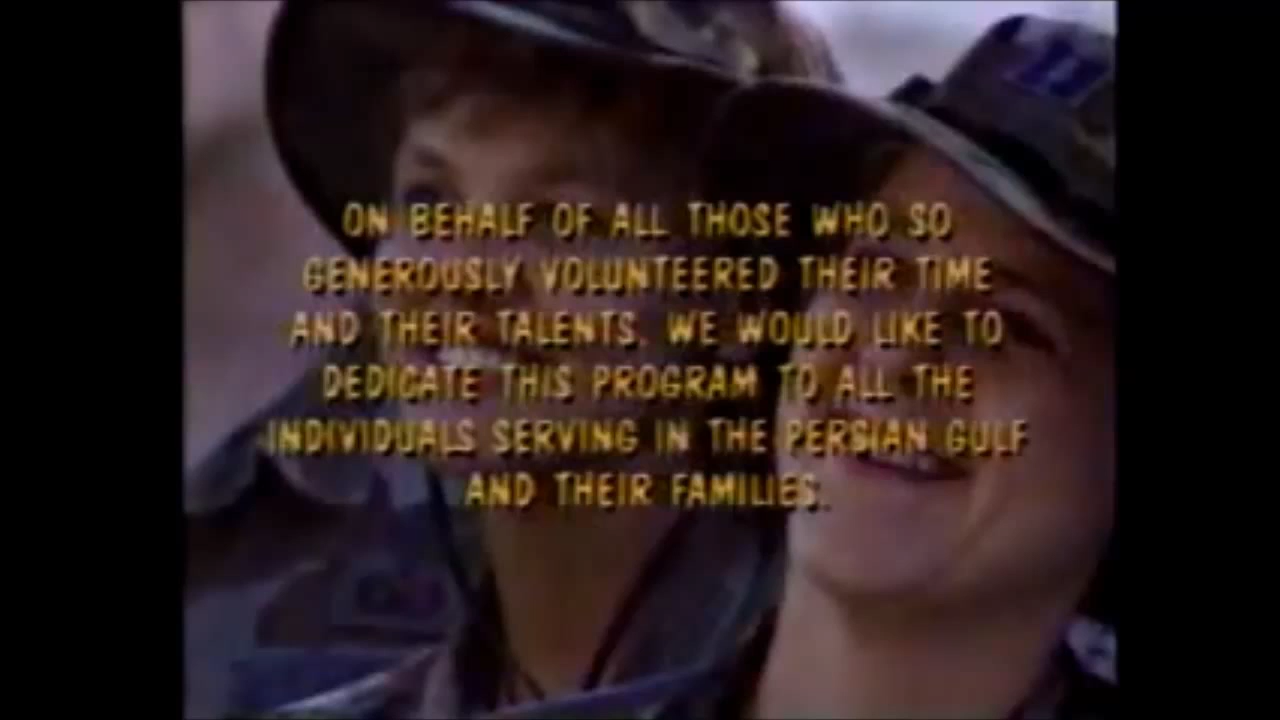 ON BEHALF OF ALL THOSE WHO SO
GENEROUSLY VOLUNTEERED THEIR TIME
AND THEIR TALENTS, WE WOULD LIKE TO
DEDICATE THIS PROGRAM TO ALL THE
INDIVIDUALS SERVING IN THE PERSIAN GULF
AND THEIR FAMILIES.